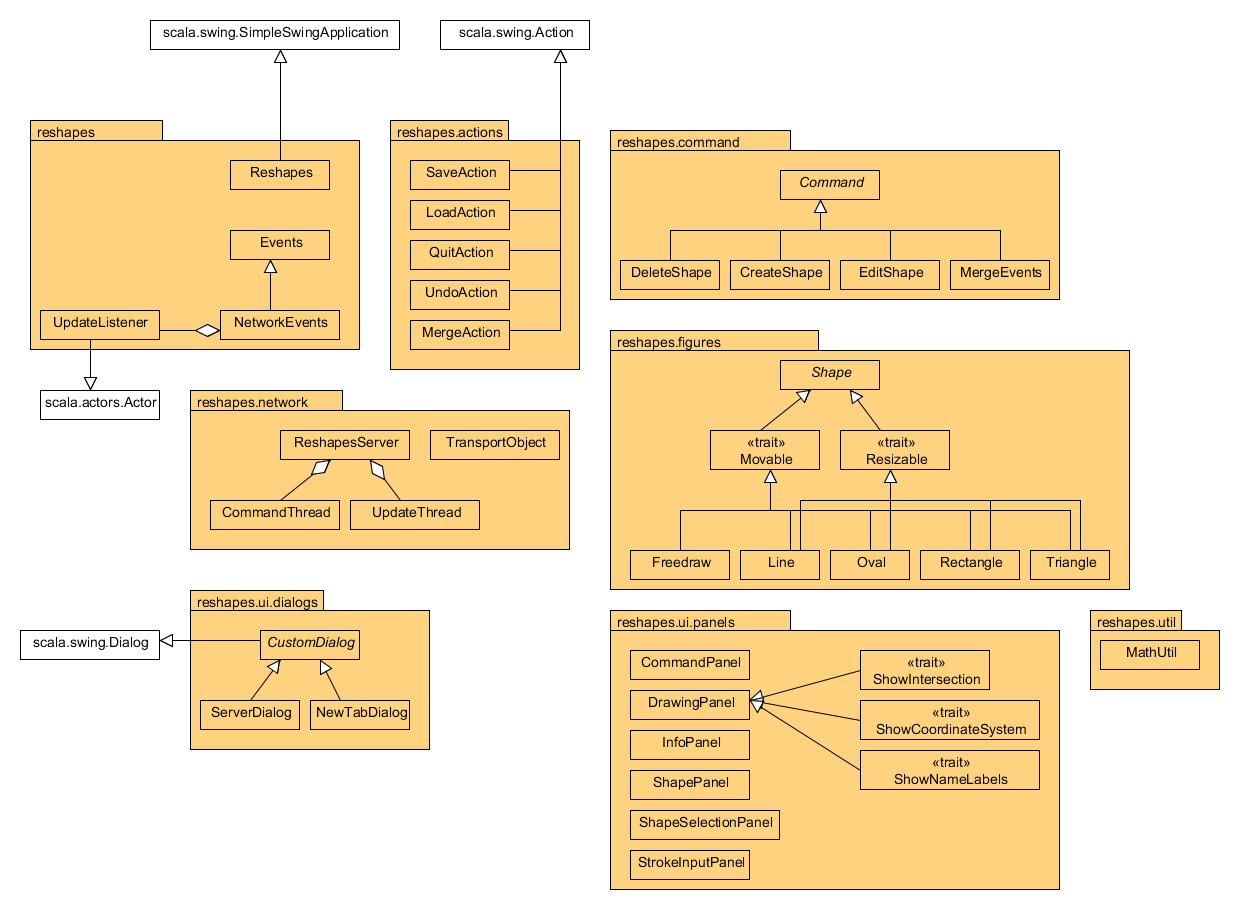 scala.swing.SimpleSwingApplication
scala.swing.Action
reshapes
Reshapes
Events
UpdateListener
NetworkEvents
scala.actors.Actor
reshapes.actions
SaveAction
LoadAction
QuitAction
UndoAction
MergeAction
reshapes.command
Command
DeleteShape
CreateShape
EditShape
MergeEvents
reshapes.figures
Shape
«trait»
Movable
«trait»
Resizable
Freedraw
Line
Oval
Rectangle
Triangle
reshapes.network
ReshapesServer
TransportObject
CommandThread
UpdateThread
reshapes.ui.dialogs
scala.swing.Dialog
CustomDialog
ServerDialog
NewTabDialog
reshapes.ui.panels
CommandPanel
DrawingPanel
InfoPanel
ShapePanel
ShapeSelectionPanel
StrokeInputPanel
«trait»
ShowIntersection
«trait»
ShowCoordinateSystem
«trait»
ShowNameLabels
reshapes.util
MathUtil